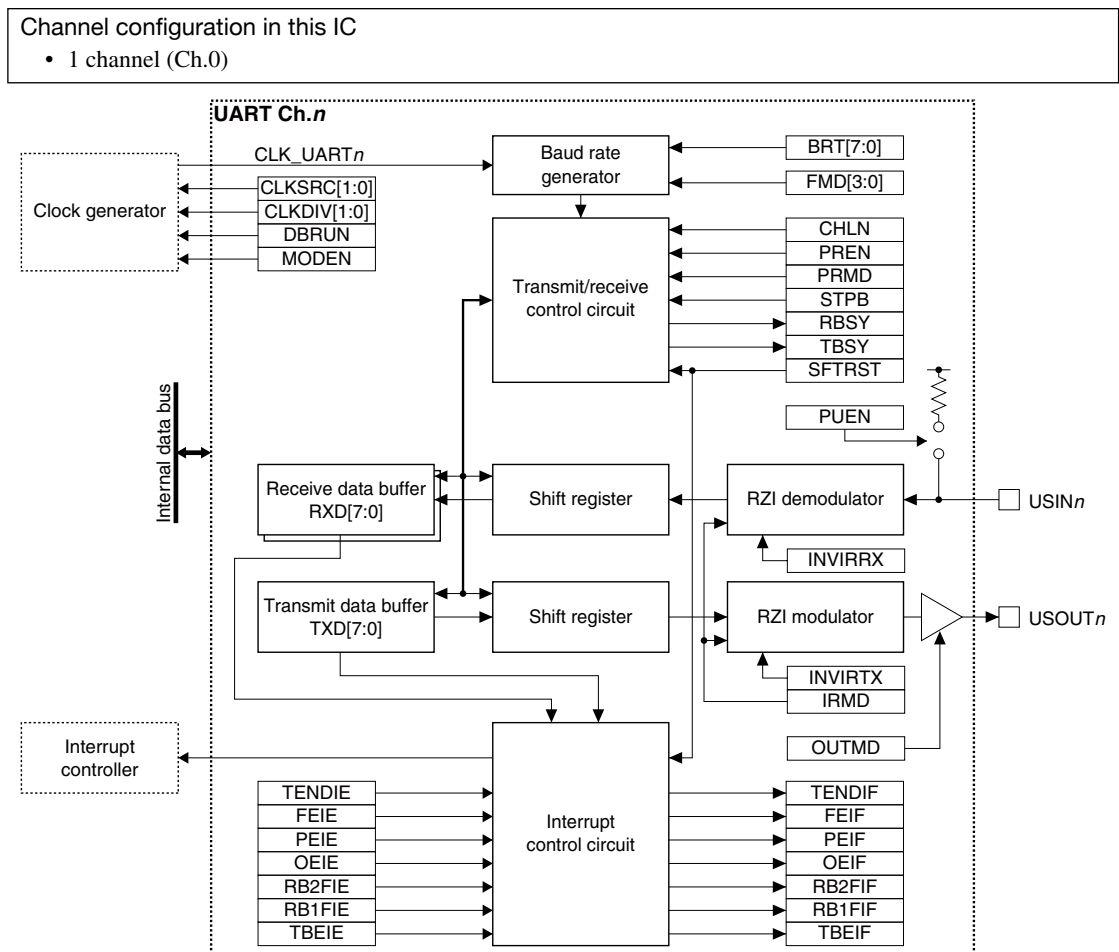 Channel configuration in this IC
• 1 channel (Ch.0)
UART Ch.n
Clock generator
CLK_UARTn
CLKSRC[1:0]
CLKDIV[1:0]
DBRUN
MODEN
Baud rate
generator
BRT[7:0]
FMD[3:0]
Transmit/receive
control circuit
CHLN
PREN
PRMD
STPB
RBSY
TBSY
SFTRST
PUEN
Internal data bus
Receive data buffer
RXD[7:0]
Shift register
RZI demodulator
USINn
INVIRRX
Transmit data buffer
TXD[7:0]
Shift register
RZI modulator
USOUTn
INVIRTX
IRMD
OUTMD
Interrupt
controller
Interrupt
control circuit
TENDIE
FEIE
PEIE
OEIE
RB2FIE
RB1FIE
TBEIE
TENDIF
FEIF
PEIF
OEIF
RB2FIF
RB1FIF
TBEIF